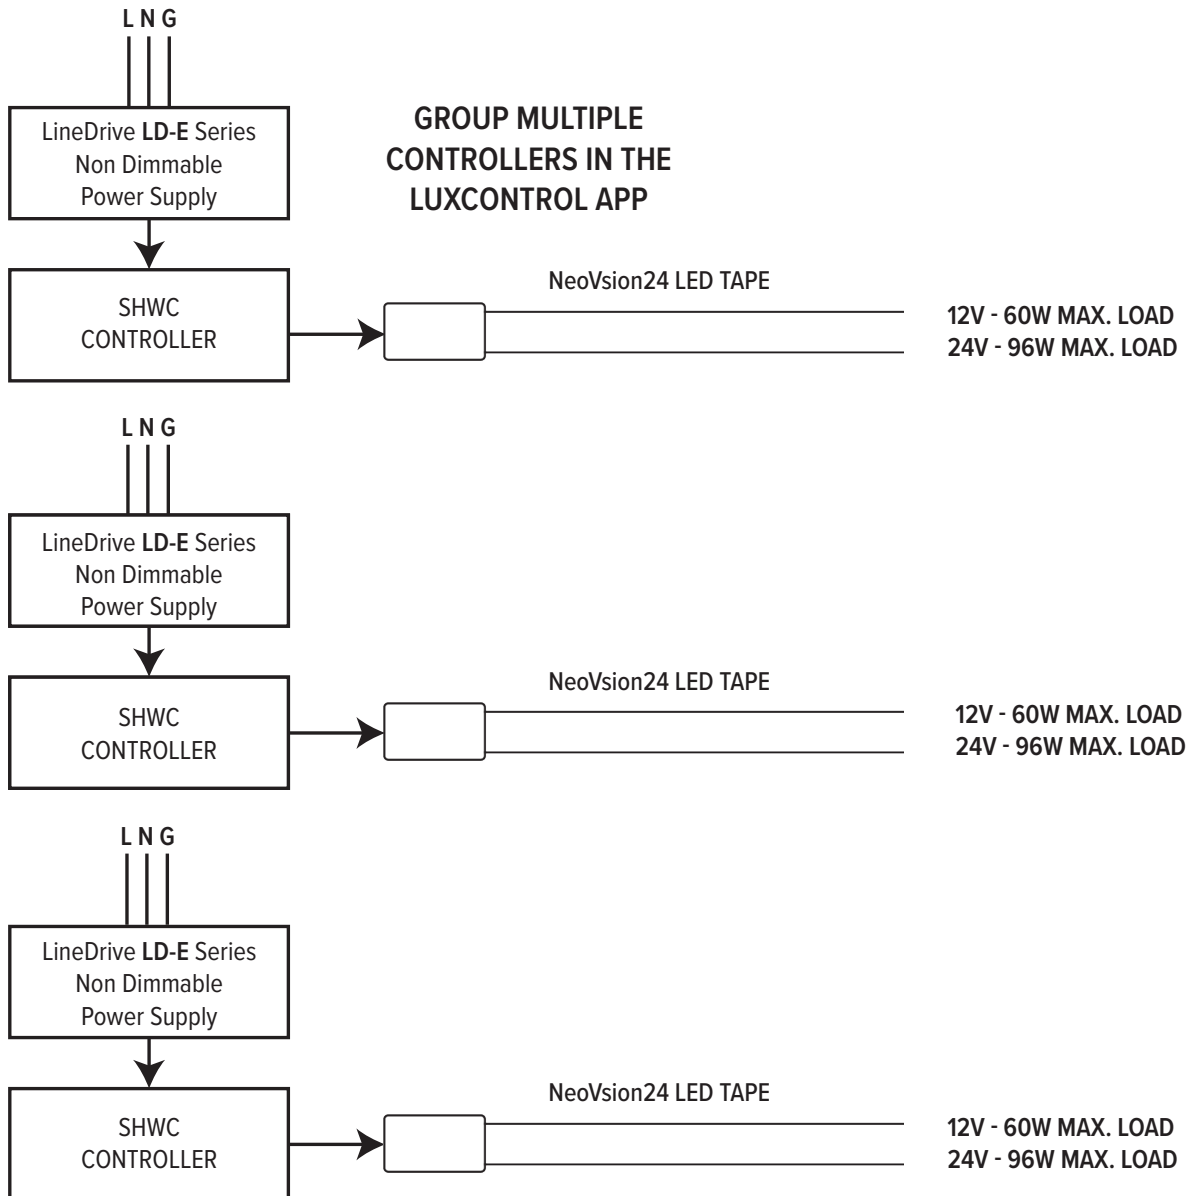 L N G
LineDrive LD-E Series
Non Dimmable
Power Supply
GROUP MULTIPLE
CONTROLLERS IN THE
LUXCONTROL APP
SHWC
CONTROLLER
NeoVsion24 LED TAPE
12V - 60W MAX. LOAD
24V - 96W MAX. LOAD
L N G
LineDrive LD-E Series
Non Dimmable
Power Supply
SHWC
CONTROLLER
NeoVsion24 LED TAPE
12V - 60W MAX. LOAD
24V - 96W MAX. LOAD
L N G
LineDrive LD-E Series
Non Dimmable
Power Supply
SHWC
CONTROLLER
NeoVsion24 LED TAPE
12V - 60W MAX. LOAD
24V - 96W MAX. LOAD